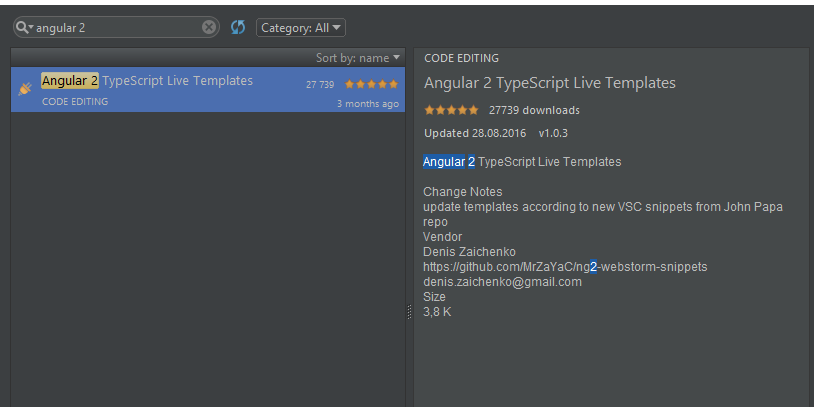 angular 2
Category: All
Sort by: name
Angular 2 TypeScript Live Templates
27 739
CODE EDITING
3 months ago
CODE EDITING
Angular 2 TypeScript Live Templates
27739 downloads
Updated 28.08.2016 v1.0.3
Angular 2 TypeScript Live Templates
Change Notes
update templates according to new VSC snippets from John Papa
repo
Vendor
Denis Zaichenko
https://github.com/MrZaYaC/ng2-webstorm-snippets
denis.zaichenko@gmail.com
Size
3,8 K